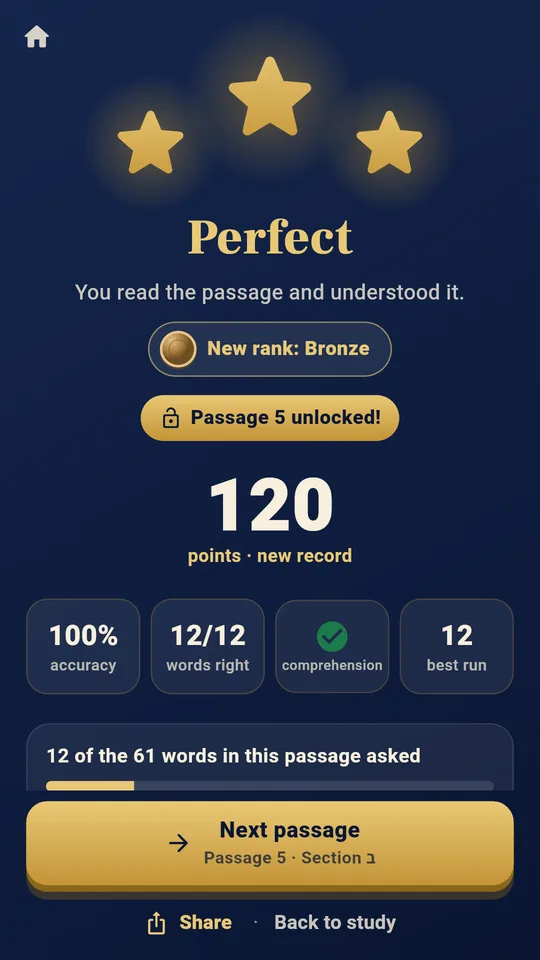 Perfect
You read the passage and understood it.
New rank: Bronze
Passage 5 unlocked!
120
points · new record
100%
accuracy
12/12
words right
comprehension
12
best run
12 of the 61 words in this passage asked
Next passage
Passage 5 · Section ב
Share · Back to study